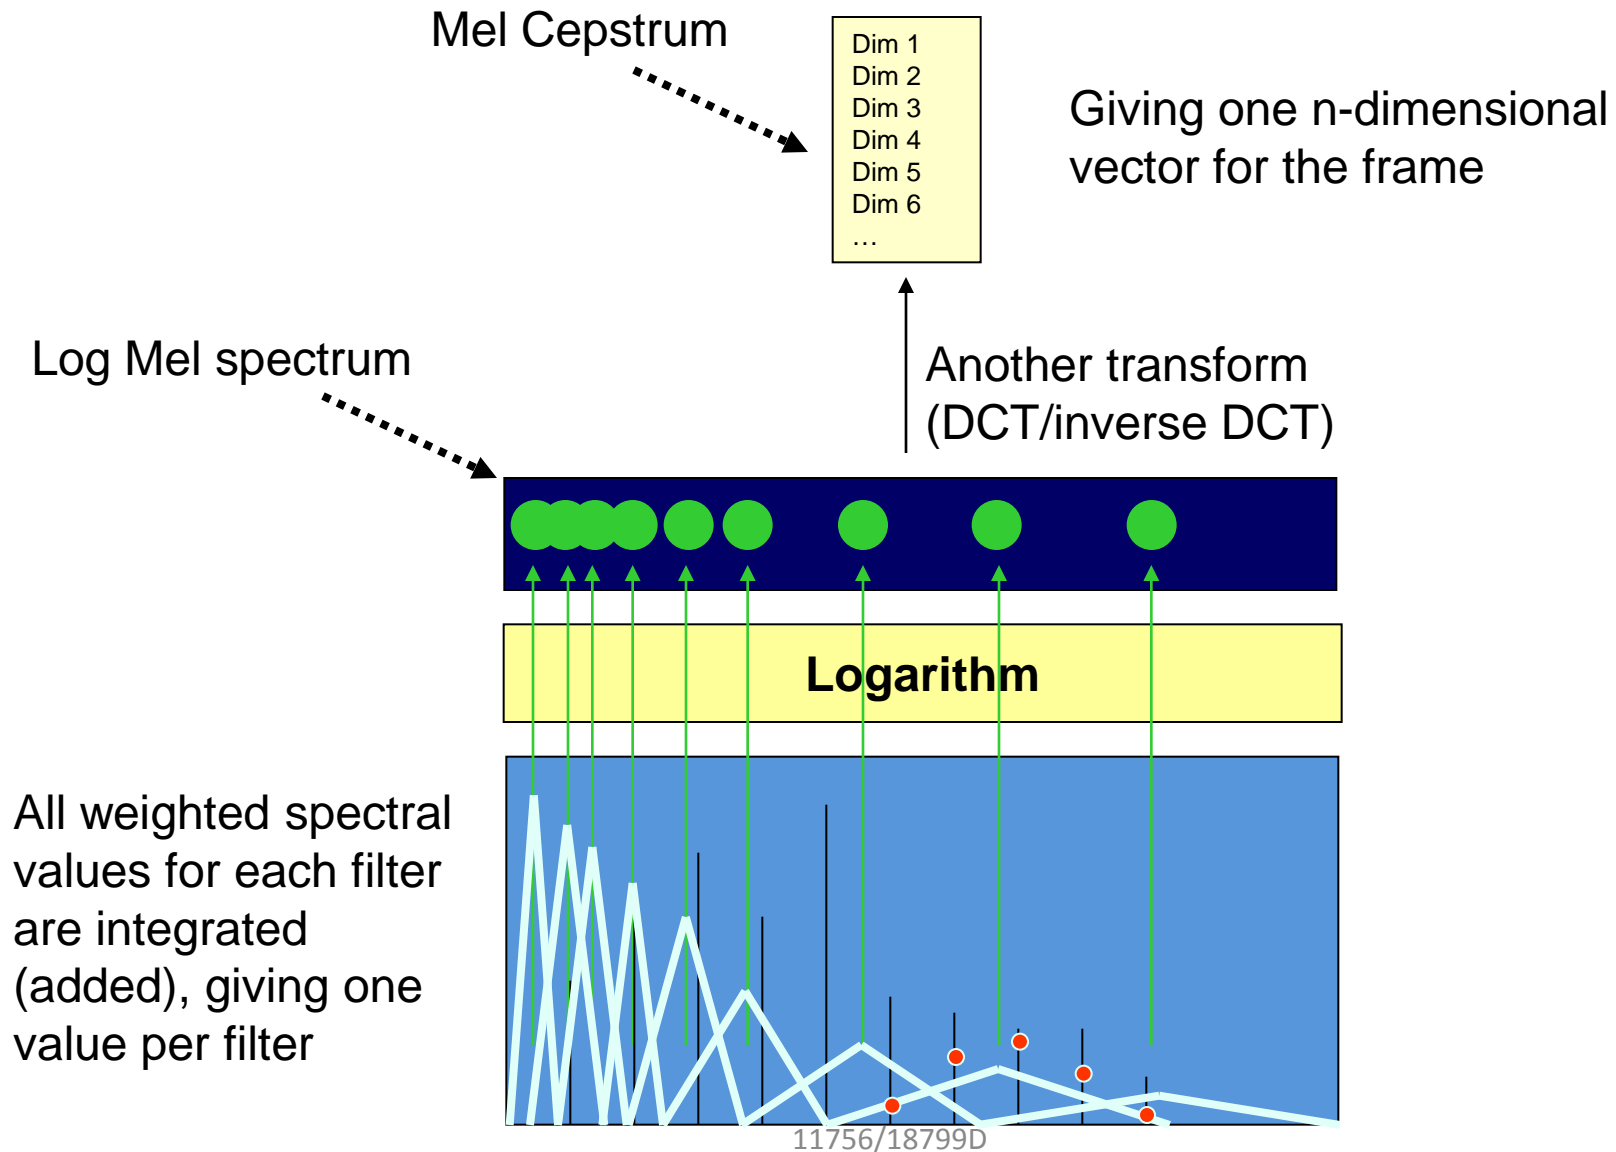 Mel Cepstrum
Dim 1
Dim 2
Dim 3
Dim 4
Dim 5
Dim 6
…
Giving one n-dimensional
vector for the frame
Log Mel spectrum
Another transform
(DCT/inverse DCT)
Logarithm
All weighted spectral
values for each filter
are integrated
(added), giving one
value per filter
11756/18799D